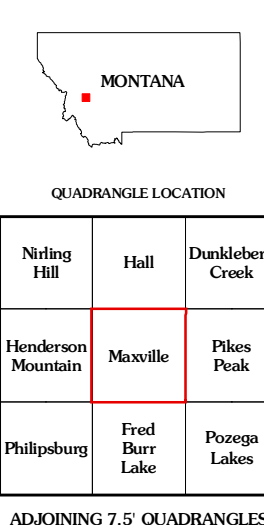 MONTANA
QUADRANGLE LOCATION
Nirling
Hill
Hall
Dunkleber
Creek
Henderson
Mountain
Maxville
Pikes
Peak
Philipsburg
Fred
Burr
Lake
Pozega
Lakes
ADJOINING 7.5' QUADRANGLES